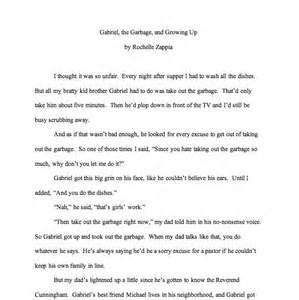 Gabriel, the Garbage, and Growing Up
by Rochelle Zappia
I thought it was so unfair. Every night after supper I had to wash all the dishes.
But all my bratty kid brother Gabriel had to do was take out the garbage. That'd only
take him about five minutes. Then he'd plop down in front of the TV and I'd still be
busy scrubbing away.
And as if that wasn't bad enough, he looked for every excuse to get out of taking
out the garbage. So one of those times I said, "Since you hate taking out the garbage so
much, why don't you let me do it?"
Gabriel got this big grin on his face, like he couldn't believe his ears. Until I
added, "And you do the dishes."
"Nah," he said, "that's girls' work."
"Then take out the garbage right now," my dad told him in his no-nonsense voice.
So Gabriel got up and took out the garbage. When my dad talks like that, you do
whatever he says. He's always saying he'd be a sorry excuse for a pastor if he couldn't
keep his own family in line.
But my dad's lightened up a little since he's gotten to know the Reverend
Cunningham. Gabriel's best friend Michael lives in his neighborhood, and Gabriel got